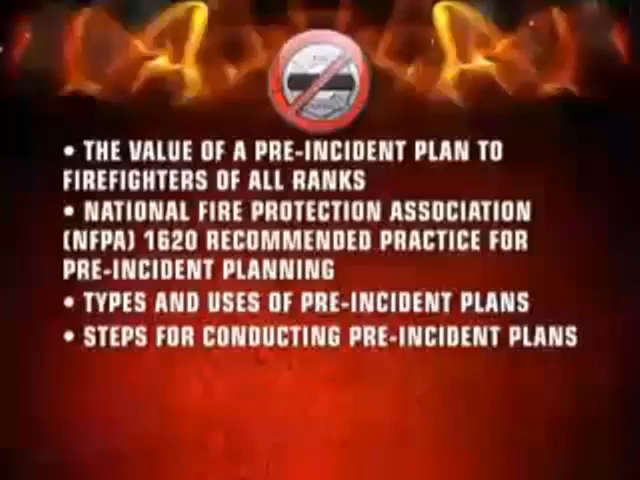 • THE VALUE OF A PRE-INCIDENT PLAN TO
FIREFIGHTERS OF ALL RANKS
• NATIONAL FIRE PROTECTION ASSOCIATION
(NFPA) 1620 RECOMMENDED PRACTICE FOR
PRE-INCIDENT PLANNING
• TYPES AND USES OF PRE-INCIDENT PLANS
• STEPS FOR CONDUCTING PRE-INCIDENT PLANS